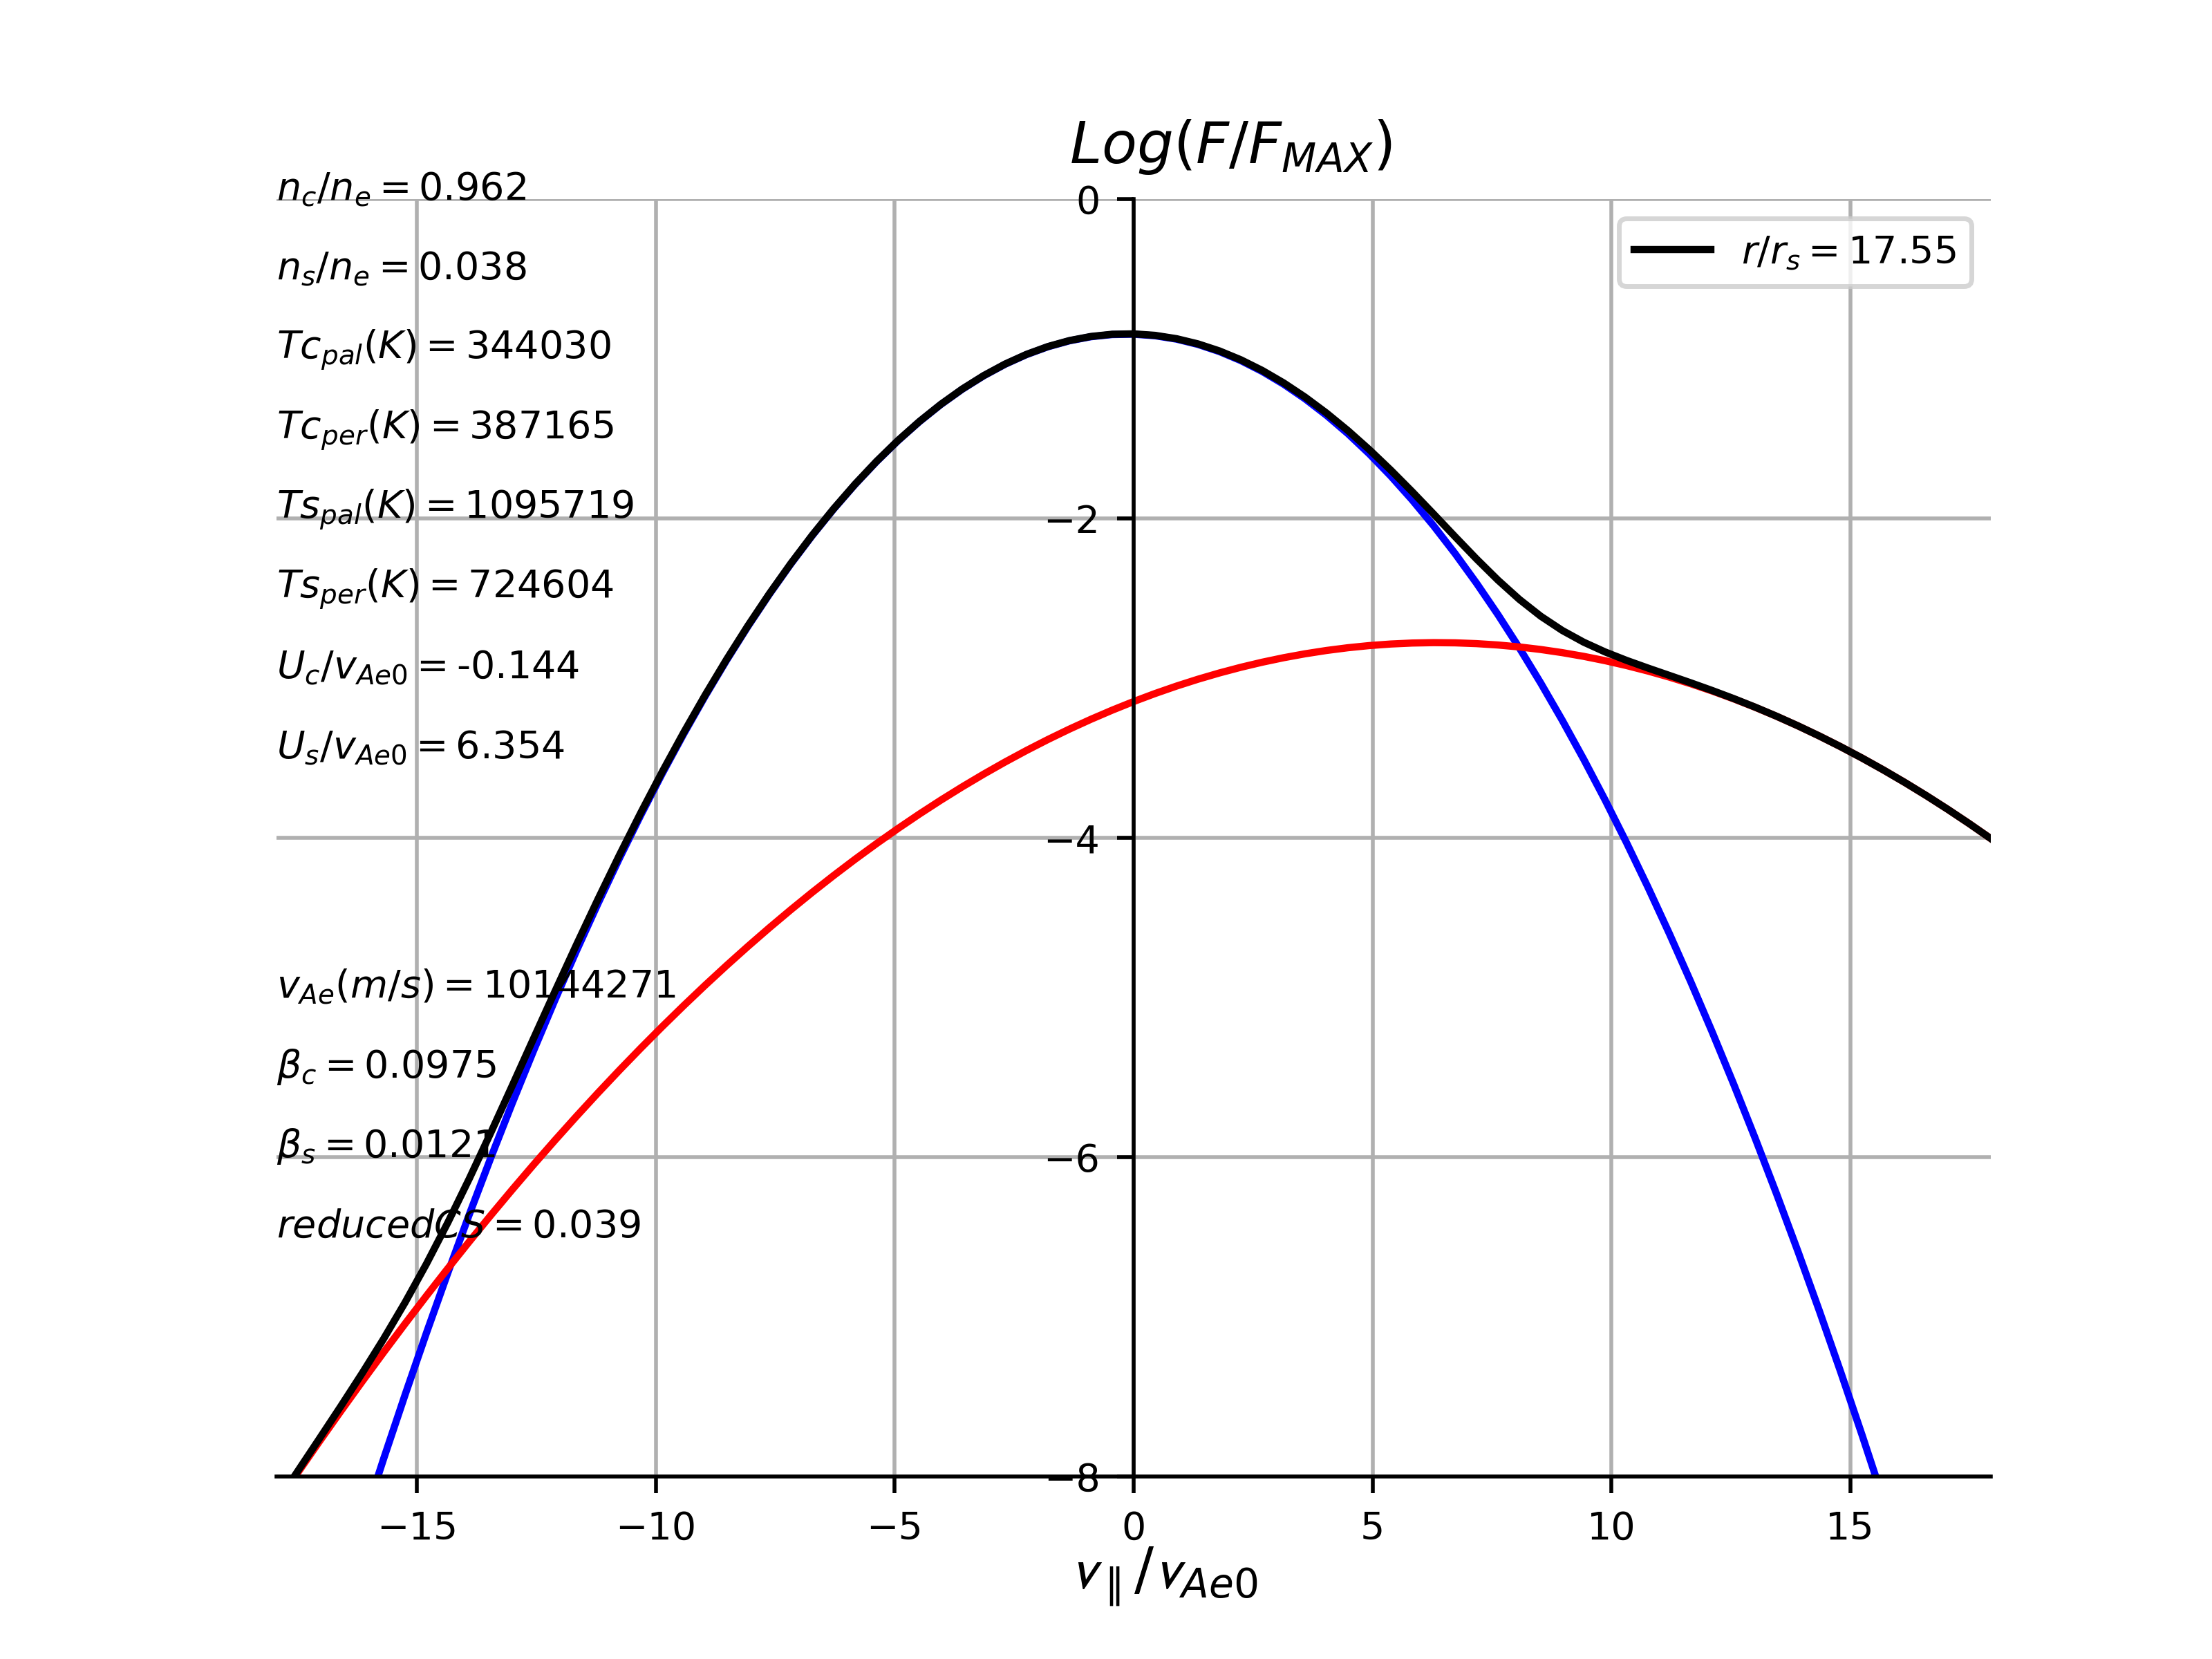 Log(F/F_MAX)
n_c/n_e = 0.962
n_s/n_e = 0.038
Tc_pal(K) = 344030
Tc_per(K) = 387165
Ts_pal(K) = 1095719
Ts_per(K) = 724604
U_c/v_Ae0 = -0.144
U_s/v_Ae0 = 6.354
v_Ae(m/s) = 10144271
β_c = 0.0975
β_s = 0.0121
reducedCS = 0.039
r/r_s = 17.55
0
−2
−4
−6
−8
−15 −10 −5 0 5 10 15
v_∥/v_Ae0